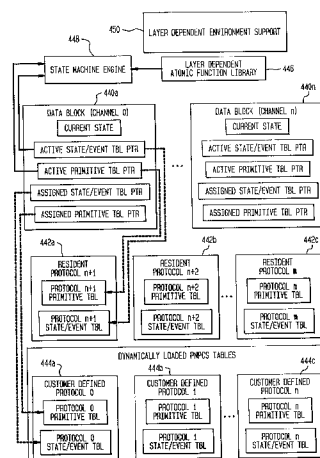 450
LAYER DEPENDENT ENVIRONMENT SUPPORT
448
STATE MACHINE ENGINE
LAYER DEPENDENT
ATOMIC FUNCTION LIBRARY
446
440a
DATA BLOCK (CHANNEL 0)
CURRENT STATE
ACTIVE STATE/EVENT TBL PTR
ACTIVE PRIMITIVE TBL PTR
ASSIGNED STATE/EVENT TBL PTR
ASSIGNED PRIMITIVE TBL PTR
...
440n
DATA BLOCK (CHANNEL n)
CURRENT STATE
ACTIVE STATE/EVENT TBL PTR
ACTIVE PRIMITIVE TBL PTR
ASSIGNED STATE/EVENT TBL PTR
ASSIGNED PRIMITIVE TBL PTR
442a
RESIDENT
PROTOCOL n+1
PROTOCOL n+1
PRIMITIVE TBL
PROTOCOL n+1
STATE/EVENT TBL
442b
RESIDENT
PROTOCOL n+2
PROTOCOL n+2
PRIMITIVE TBL
PROTOCOL n+2
STATE/EVENT TBL
...
442c
RESIDENT
PROTOCOL m
PROTOCOL m
PRIMITIVE TBL
PROTOCOL m
STATE/EVENT TBL
DYNAMICALLY LOADED PNPCS TABLES
444a
CUSTOMER DEFINED
PROTOCOL 0
PROTOCOL 0
PRIMITIVE TBL
PROTOCOL 0
STATE/EVENT TBL
444b
CUSTOMER DEFINED
PROTOCOL 1
PROTOCOL 1
PRIMITIVE TBL
PROTOCOL 1
STATE/EVENT TBL
...
444c
CUSTOMER DEFINED
PROTOCOL n
PROTOCOL n
PRIMITIVE TBL
PROTOCOL n
STATE/EVENT TBL